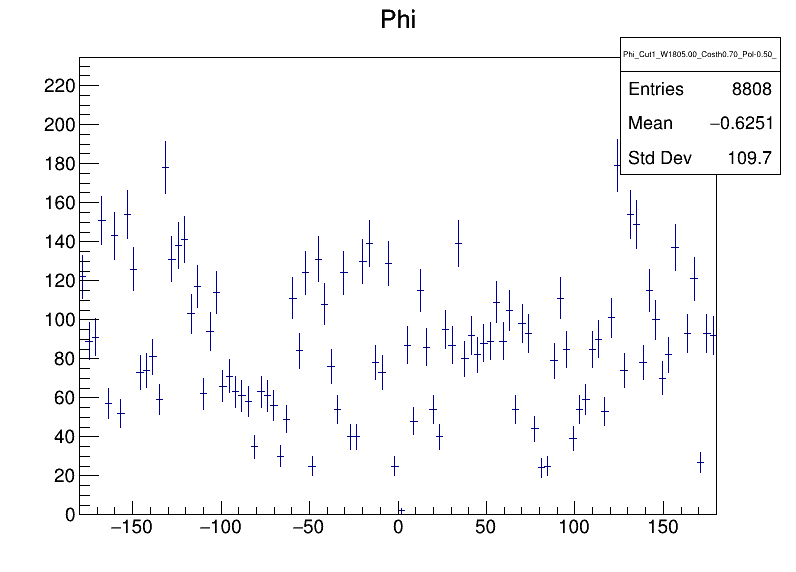 Phi
Phi_Cut1_W1805.00_Costh0.70_Pol-0.50_
Entries 8808
Mean −0.6251
Std Dev 109.7
220
200
180
160
140
120
100
80
60
40
20
0
−150 −100 −50 0 50 100 150